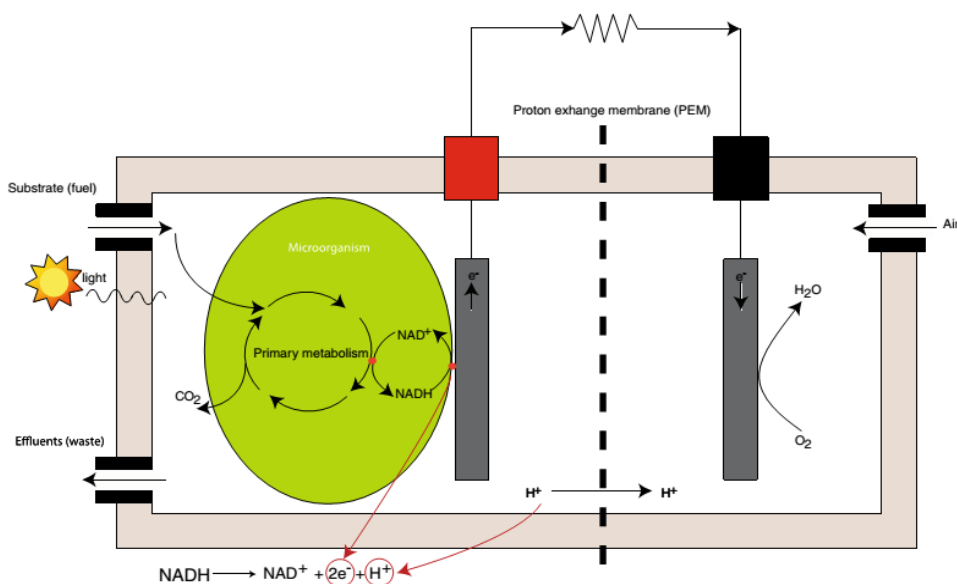 Proton exhange membrane (PEM)
Substrate (fuel)
Air
Microorganism
light
e-
e-
H₂O
NAD⁺
Primary metabolism
NADH
CO₂
O₂
Effluents (waste)
H⁺
H⁺
NADH → NAD⁺ + 2e⁻ + H⁺